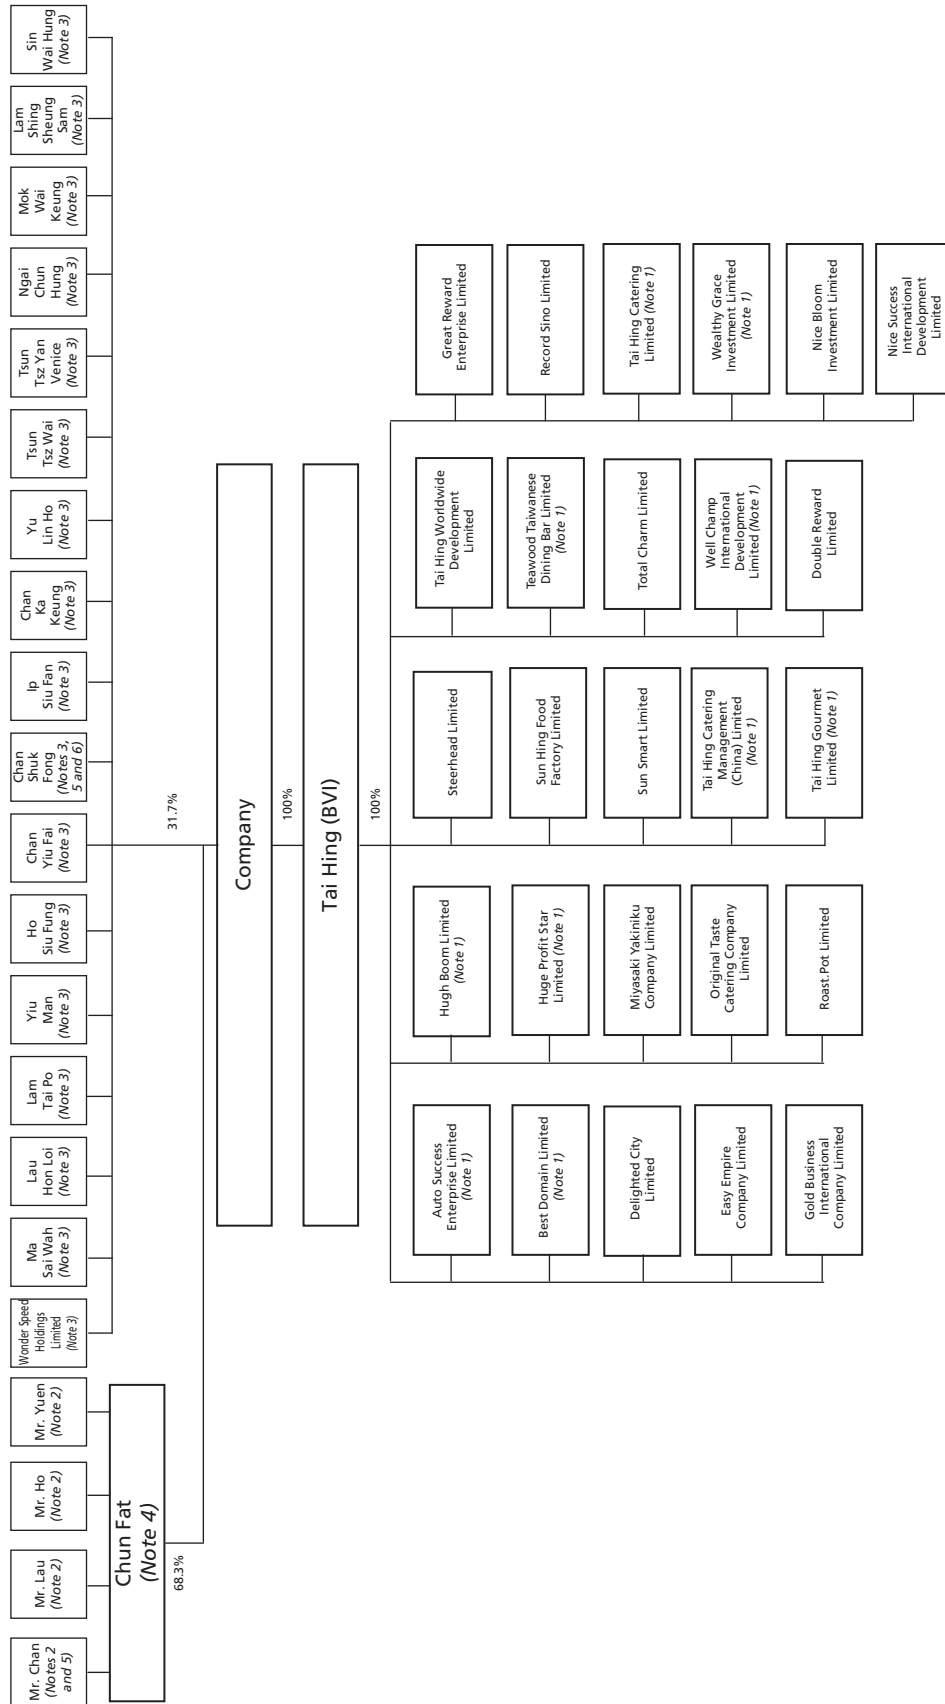 Mr. Chan
(Notes 2
and 5)
Mr. Lau
(Note 2)
Mr. Ho
(Note 2)
Mr. Yuen
(Note 2)
Wonder Speed
Holdings
Limited
(Note 3)
Ma
Sai Wah
(Note 3)
Lau
Hon Loi
(Note 3)
Lam
Tai Po
(Note 3)
Yiu
Man
(Note 3)
Ho
Siu Fung
(Note 3)
Chan
Yiu Fai
(Note 3)
Chan
Shuk
Fong
(Notes 3,
5 and 6)
Ip
Siu Fan
(Note 3)
Chan
Ka
Keung
(Note 3)
Yu
Lin Ho
(Note 3)
Tsun
Tsz Wai
(Note 3)
Tsun
Tsz Yan
Venice
(Note 3)
Ngai
Chun
Hung
(Note 3)
Mok
Wai
Keung
(Note 3)
Lam
Shing
Sheung
Sam
(Note 3)
Sin
Wai Hung
(Note 3)
Chun Fat
(Note 4)
68.3%
31.7%
Company
100%
Tai Hing (BVI)
100%
Auto Success
Enterprise Limited
(Note 1)
Best Domain Limited
(Note 1)
Delighted City
Limited
Easy Empire
Company Limited
Gold Business
International
Company Limited
Hugh Boom Limited
(Note 1)
Huge Profit Star
Limited (Note 1)
Miyasaki Yakiniku
Company Limited
Original Taste
Catering Company
Limited
Roast.Pot Limited
Steerhead Limited
Sun Hing Food
Factory Limited
Sun Smart Limited
Tai Hing Catering
Management
(China) Limited
(Note 1)
Tai Hing Gourmet
Limited (Note 1)
Tai Hing Worldwide
Development
Limited
Teawood Taiwanese
Dining Bar Limited
(Note 1)
Total Charm Limited
Well Champ
International
Development
Limited (Note 1)
Double Reward
Limited
Great Reward
Enterprise Limited
Record Sino Limited
Tai Hing Catering
Limited (Note 1)
Wealthy Grace
Investment Limited
(Note 1)
Nice Bloom
Investment Limited
Nice Success
International
Development
Limited